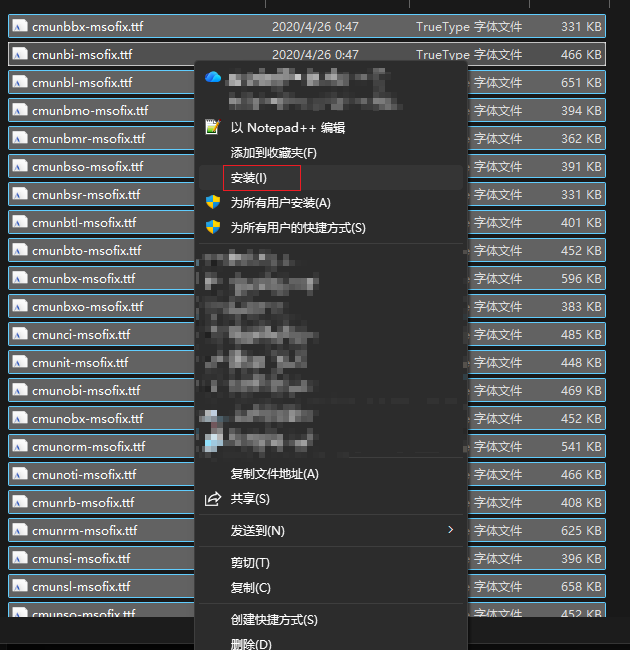 cmunbbx-msofix.ttf 2020/4/26 0:47 TrueType 字体文件 331 KB
cmunbi-msofix.ttf 2020/4/26 0:47 TrueType 字体文件 466 KB
cmunbl-msofix.ttf 字体文件 651 KB
cmunbmo-msofix.ttf 字体文件 394 KB
以 Notepad++ 编辑
cmunbmr-msofix.ttf 字体文件 362 KB
添加到收藏夹(F)
cmunbso-msofix.ttf 字体文件 391 KB
安装(I)
cmunbsr-msofix.ttf 字体文件 331 KB
为所有用户安装(A)
cmunbtl-msofix.ttf 字体文件 401 KB
为所有用户的快捷方式(S)
cmunbto-msofix.ttf 字体文件 452 KB
cmunbx-msofix.ttf 字体文件 596 KB
cmunbxo-msofix.ttf 字体文件 383 KB
cmunci-msofix.ttf 字体文件 485 KB
cmunit-msofix.ttf 字体文件 448 KB
cmunobi-msofix.ttf 字体文件 469 KB
cmunobx-msofix.ttf 字体文件 452 KB
cmunorm-msofix.ttf 字体文件 541 KB
cmunoti-msofix.ttf 字体文件 466 KB
复制文件地址(A)
cmunrb-msofix.ttf 字体文件 408 KB
共享(S)
cmunrm-msofix.ttf 字体文件 625 KB
发送到(N)
cmunsi-msofix.ttf 字体文件 396 KB
剪切(T)
cmunsl-msofix.ttf 字体文件 658 KB
复制(C)
cmunso-msofix.ttf 字体文件 452 KB
创建快捷方式(S)
删除(D)